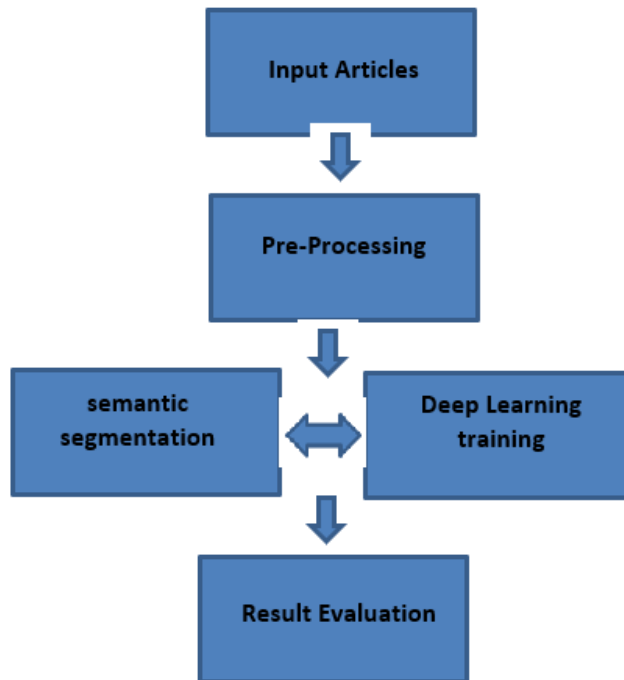 Input Articles
Pre-Processing
semantic
segmentation
Deep Learning
training
Result Evaluation